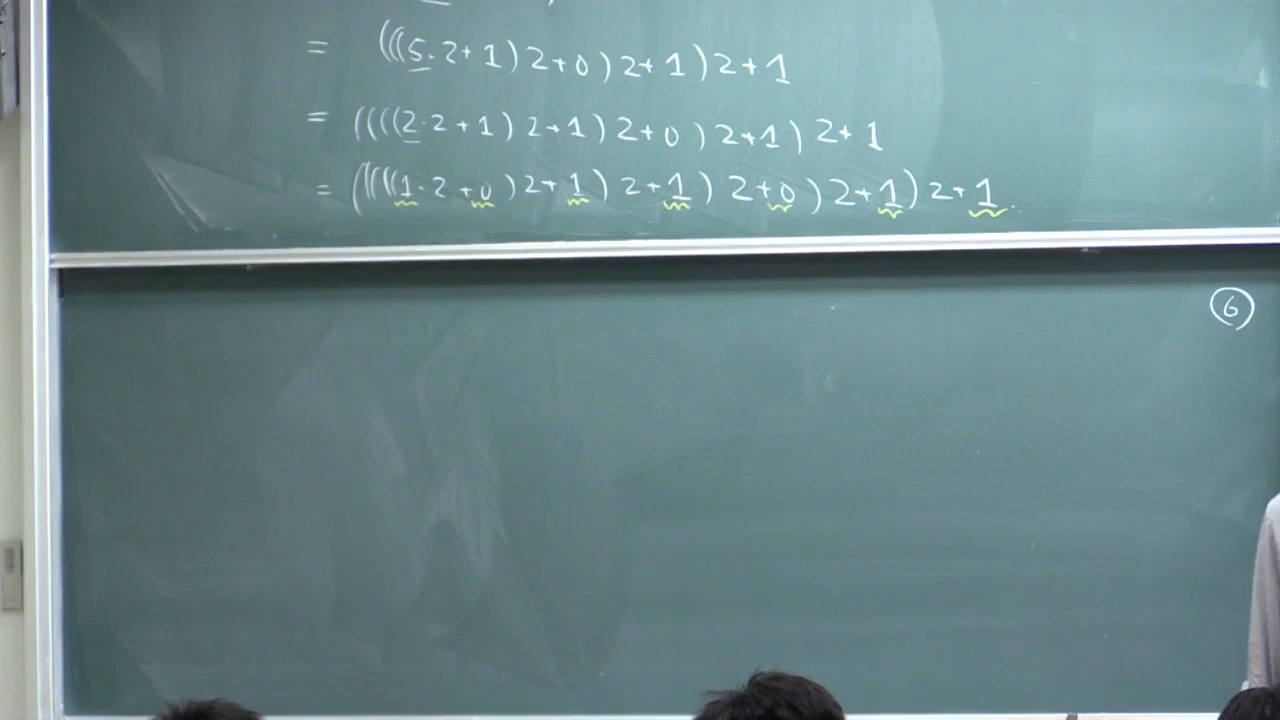 = (((5·2+1)2+0)2+1)2+1
= ((((2·2+1)2+1)2+0)2+1)2+1
= (((((1·2+0)2+1)2+1)2+0)2+1)2+1.
6